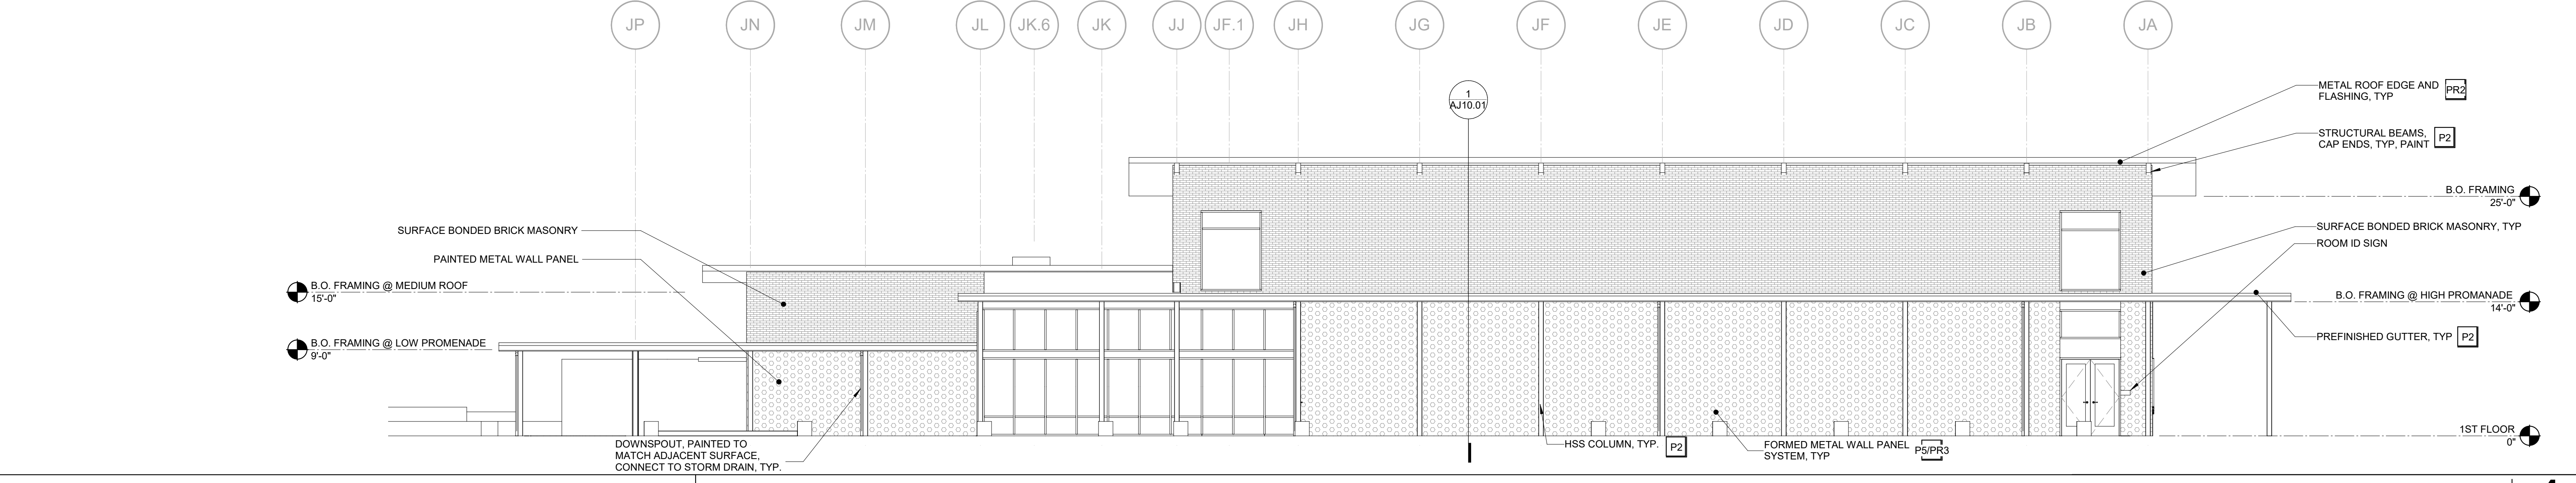 JP
JN
JM
JL
JK.6
JK
JJ
JF.1
JH
JG
JF
JE
JD
JC
JB
JA
1
AJ10.01
METAL ROOF EDGE AND
FLASHING, TYP
PR2
STRUCTURAL BEAMS,
CAP ENDS, TYP, PAINT
P2
B.O. FRAMING
25'-0"
SURFACE BONDED BRICK MASONRY, TYP
ROOM ID SIGN
B.O. FRAMING @ HIGH PROMANADE
14'-0"
PREFINISHED GUTTER, TYP
P2
1ST FLOOR
0"
SURFACE BONDED BRICK MASONRY
PAINTED METAL WALL PANEL
B.O. FRAMING @ MEDIUM ROOF
15'-0"
B.O. FRAMING @ LOW PROMENADE
9'-0"
DOWNSPOUT, PAINTED TO
MATCH ADJACENT SURFACE,
CONNECT TO STORM DRAIN, TYP.
HSS COLUMN, TYP.
P2
FORMED METAL WALL PANEL
SYSTEM, TYP
P5/PR3